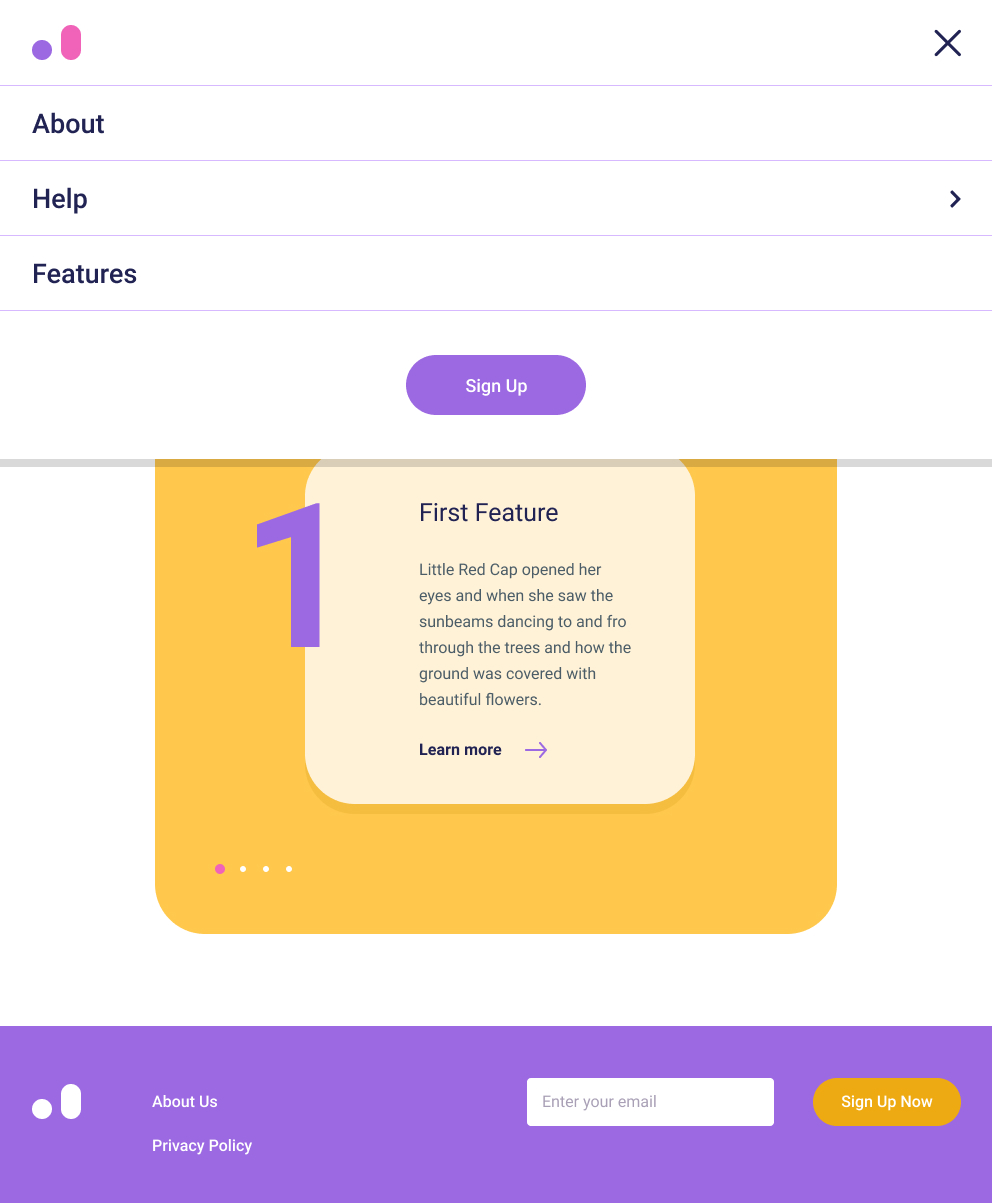 About
Help
Features
Sign Up
1
First Feature
Little Red Cap opened her
eyes and when she saw the
sunbeams dancing to and fro
through the trees and how the
ground was covered with
beautiful flowers.
Learn more
About Us
Enter your email
Sign Up Now
Privacy Policy